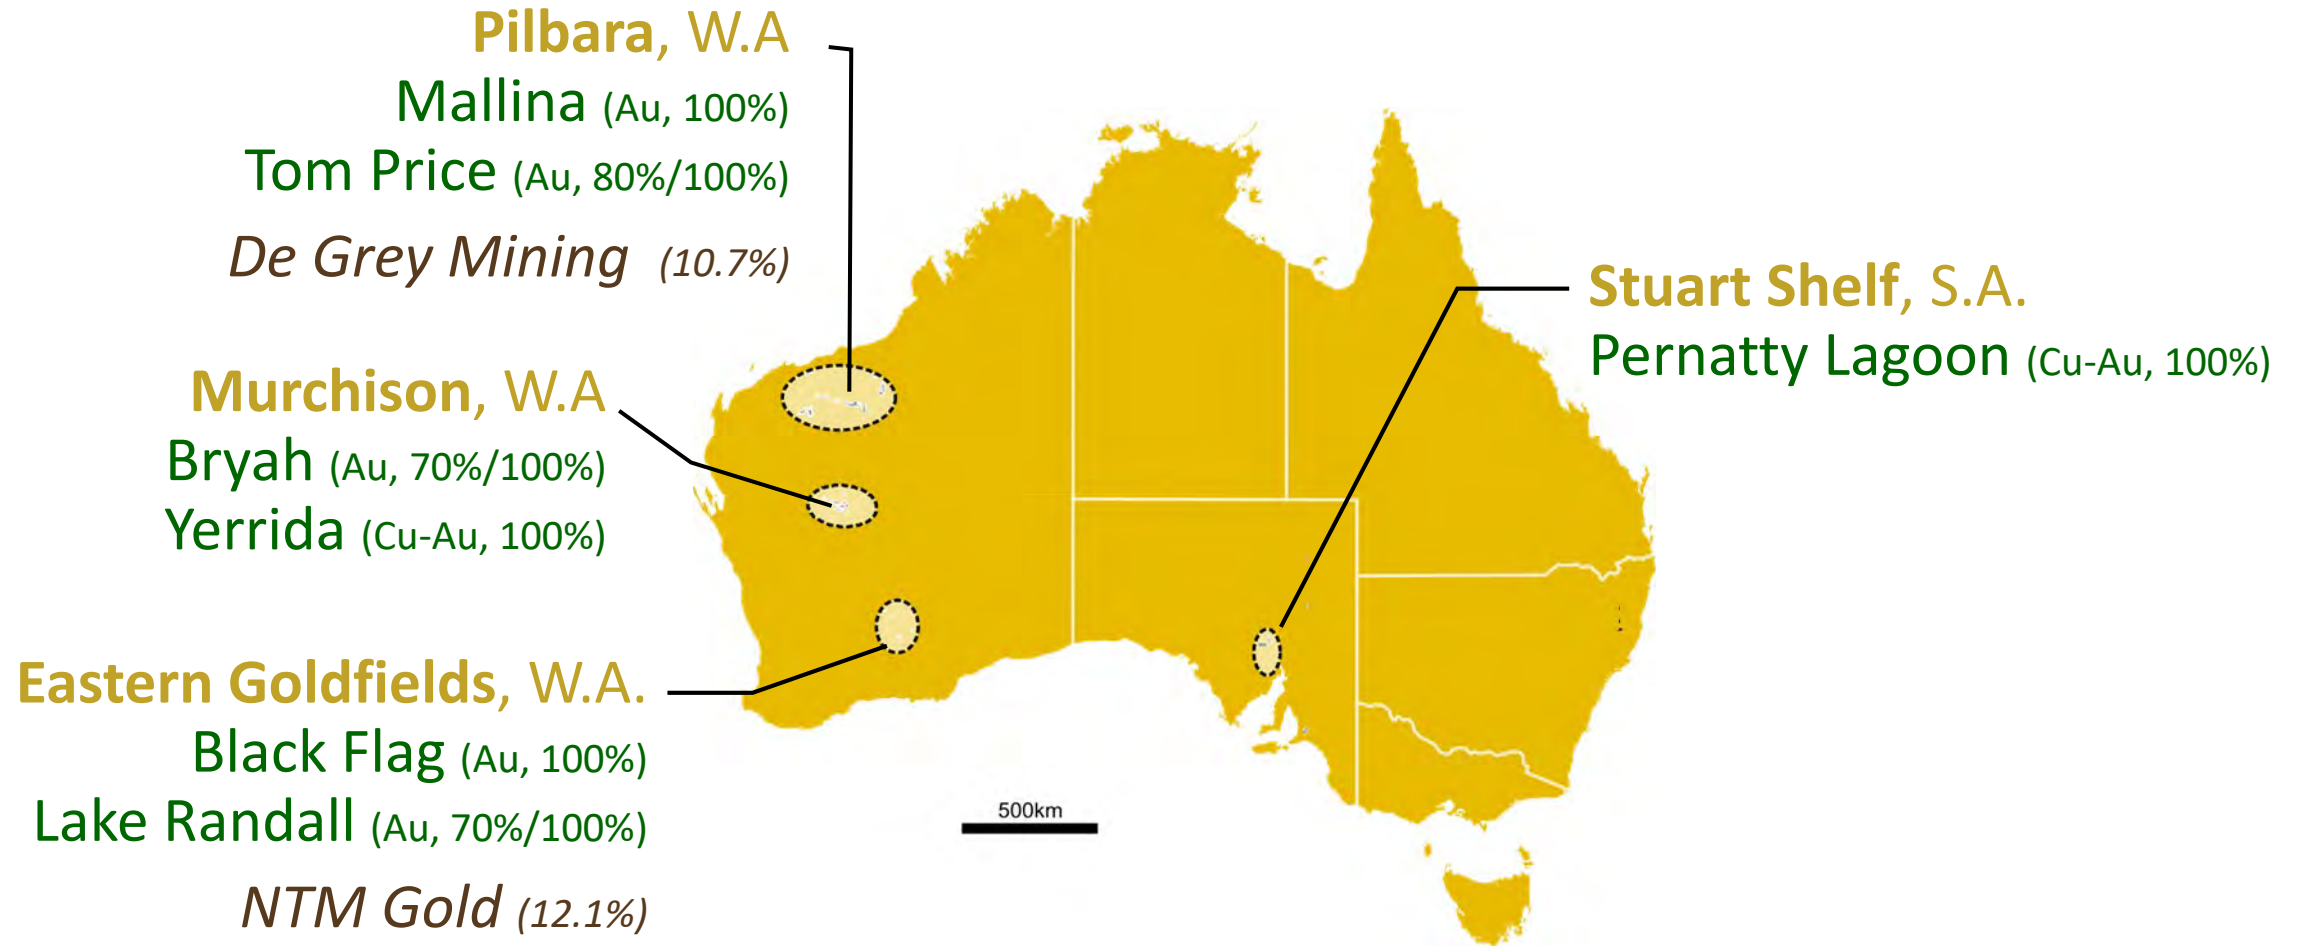 Pilbara, W.A
Mallina (Au, 100%)
Tom Price (Au, 80%/100%)
De Grey Mining (10.7%)
Murchison, W.A
Bryah (Au, 70%/100%)
Yerrida (Cu-Au, 100%)
Eastern Goldfields, W.A.
Black Flag (Au, 100%)
Lake Randall (Au, 70%/100%)
NTM Gold (12.1%)
Stuart Shelf, S.A.
Pernatty Lagoon (Cu-Au, 100%)
500km